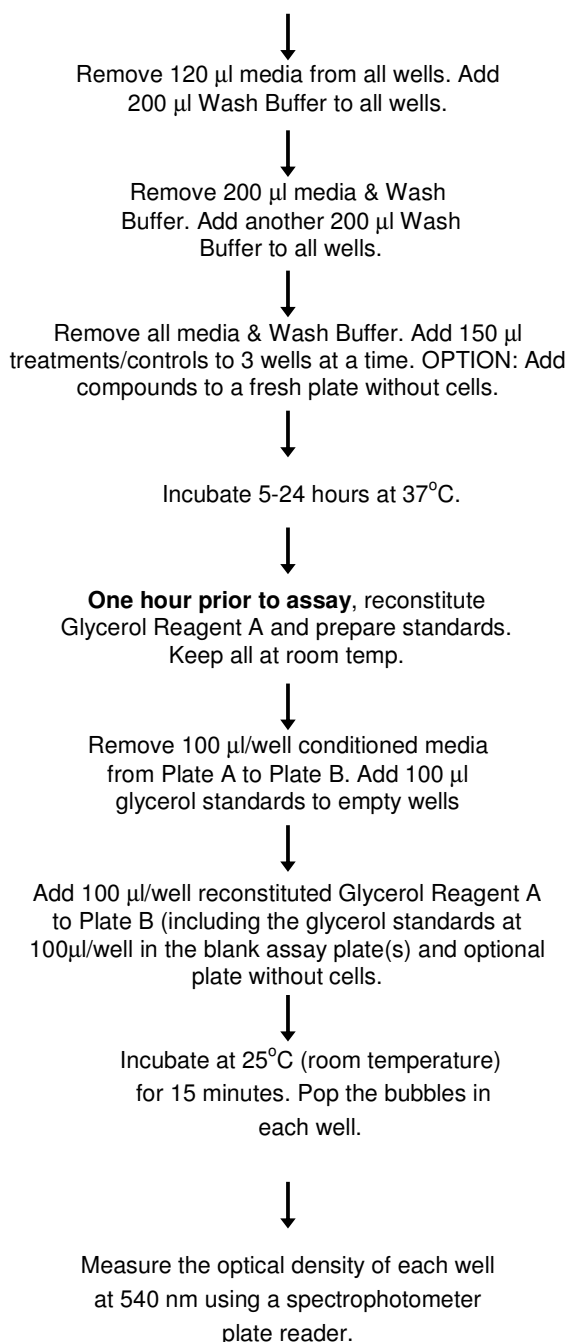 Remove 120 µl media from all wells. Add
200 µl Wash Buffer to all wells.
Remove 200 µl media & Wash
Buffer. Add another 200 µl Wash
Buffer to all wells.
Remove all media & Wash Buffer. Add 150 µl
treatments/controls to 3 wells at a time. OPTION: Add
compounds to a fresh plate without cells.
Incubate 5-24 hours at 37°C.
One hour prior to assay, reconstitute
Glycerol Reagent A and prepare standards.
Keep all at room temp.
Remove 100 µl/well conditioned media
from Plate A to Plate B. Add 100 µl
glycerol standards to empty wells
Add 100 µl/well reconstituted Glycerol Reagent A
to Plate B (including the glycerol standards at
100µl/well in the blank assay plate(s) and optional
plate without cells.
Incubate at 25°C (room temperature)
for 15 minutes. Pop the bubbles in
each well.
Measure the optical density of each well
at 540 nm using a spectrophotometer
plate reader.